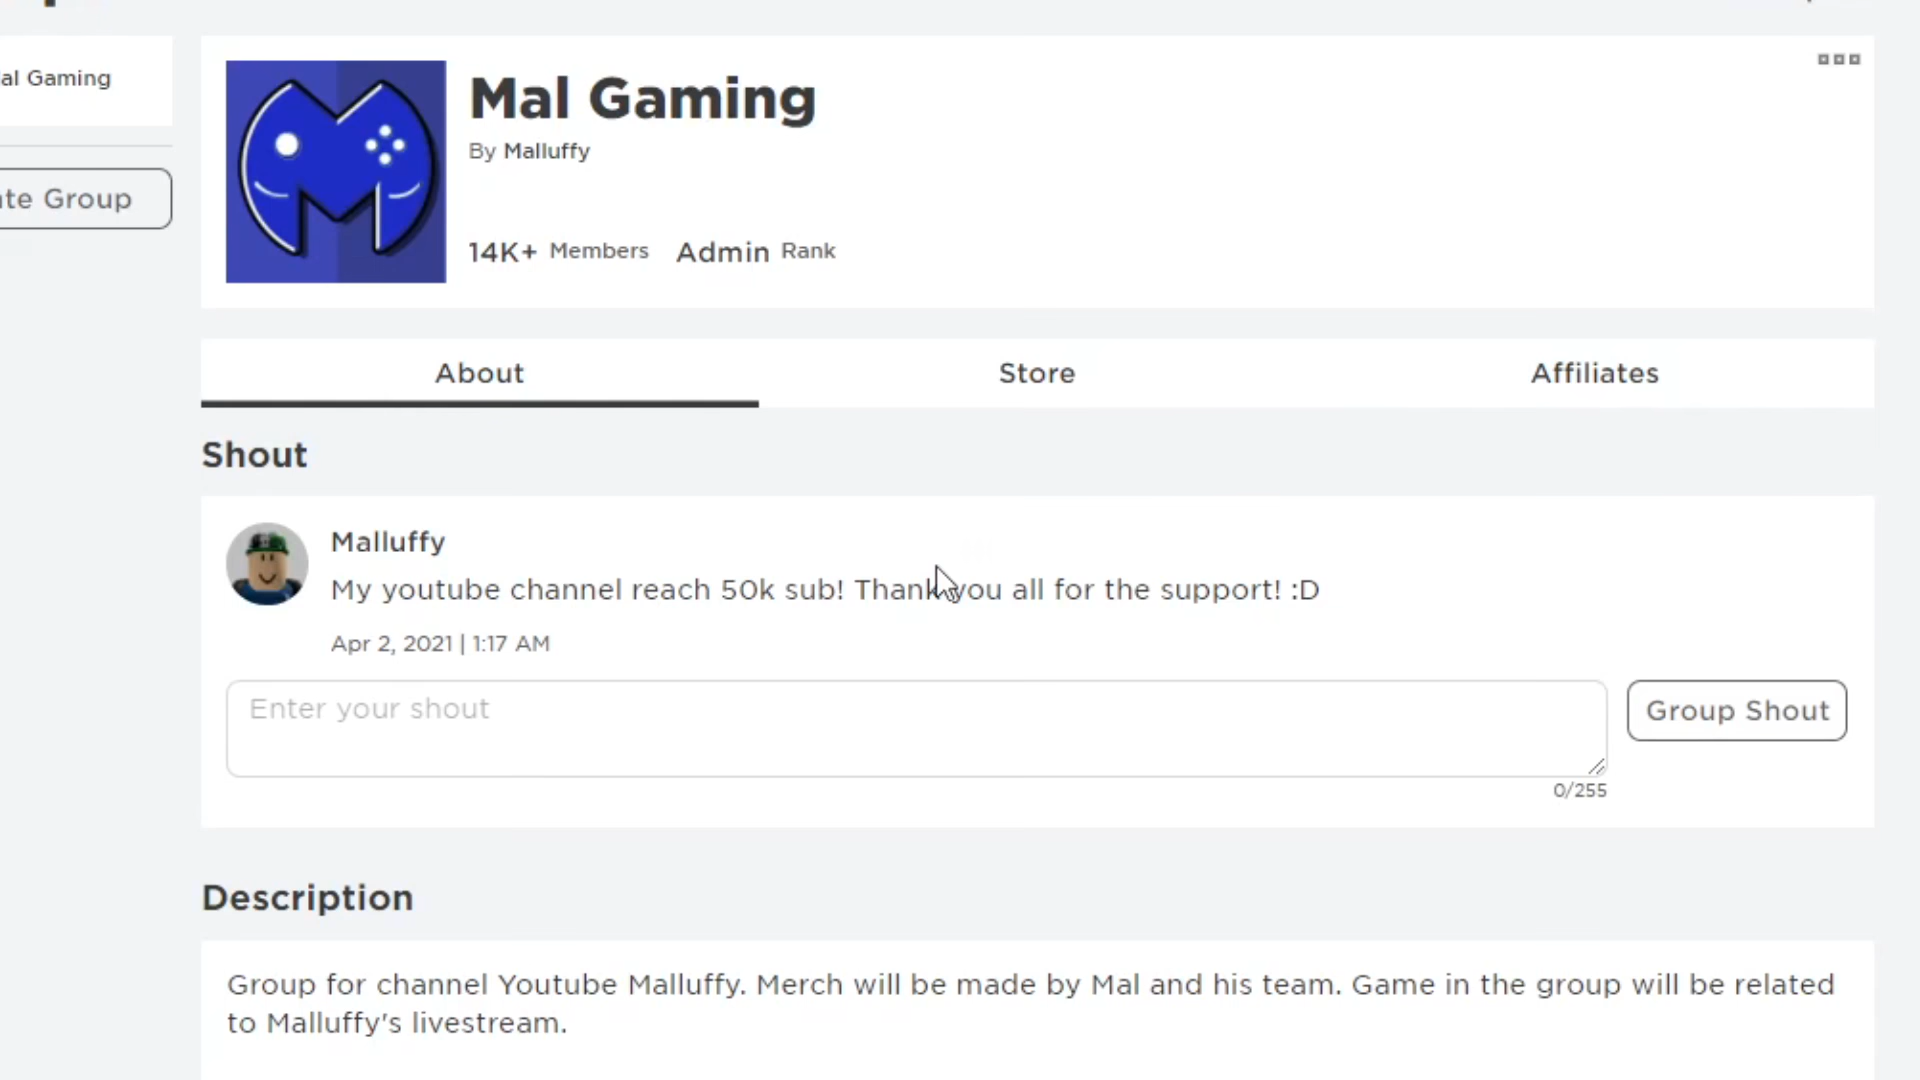 al Gaming
te Group
Mal Gaming
By Malluffy
14K+ Members Admin Rank
About Store Affiliates
Shout
Malluffy
My youtube channel reach 50k sub! Thank you all for the support! :D
Apr 2, 2021 | 1:17 AM
Enter your shout
Group Shout
0/255
Description
Group for channel Youtube Malluffy. Merch will be made by Mal and his team. Game in the group will be related
to Malluffy's livestream.